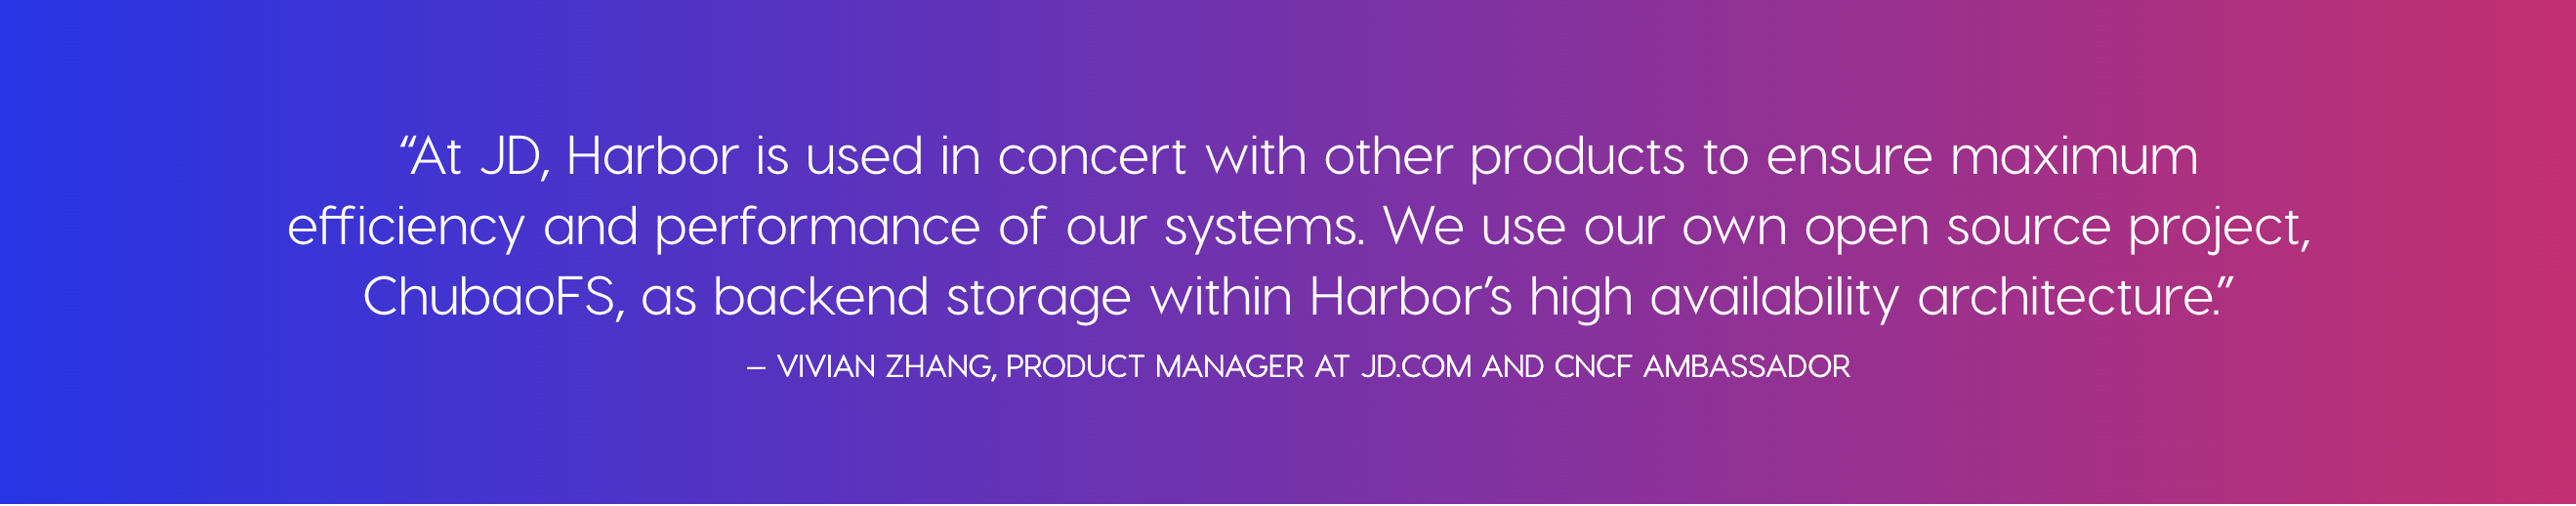 “At JD, Harbor is used in concert with other products to ensure maximum
efficiency and performance of our systems. We use our own open source project,
ChubaoFS, as backend storage within Harbor’s high availability architecture.”
– VIVIAN ZHANG, PRODUCT MANAGER AT JD.COM AND CNCF AMBASSADOR